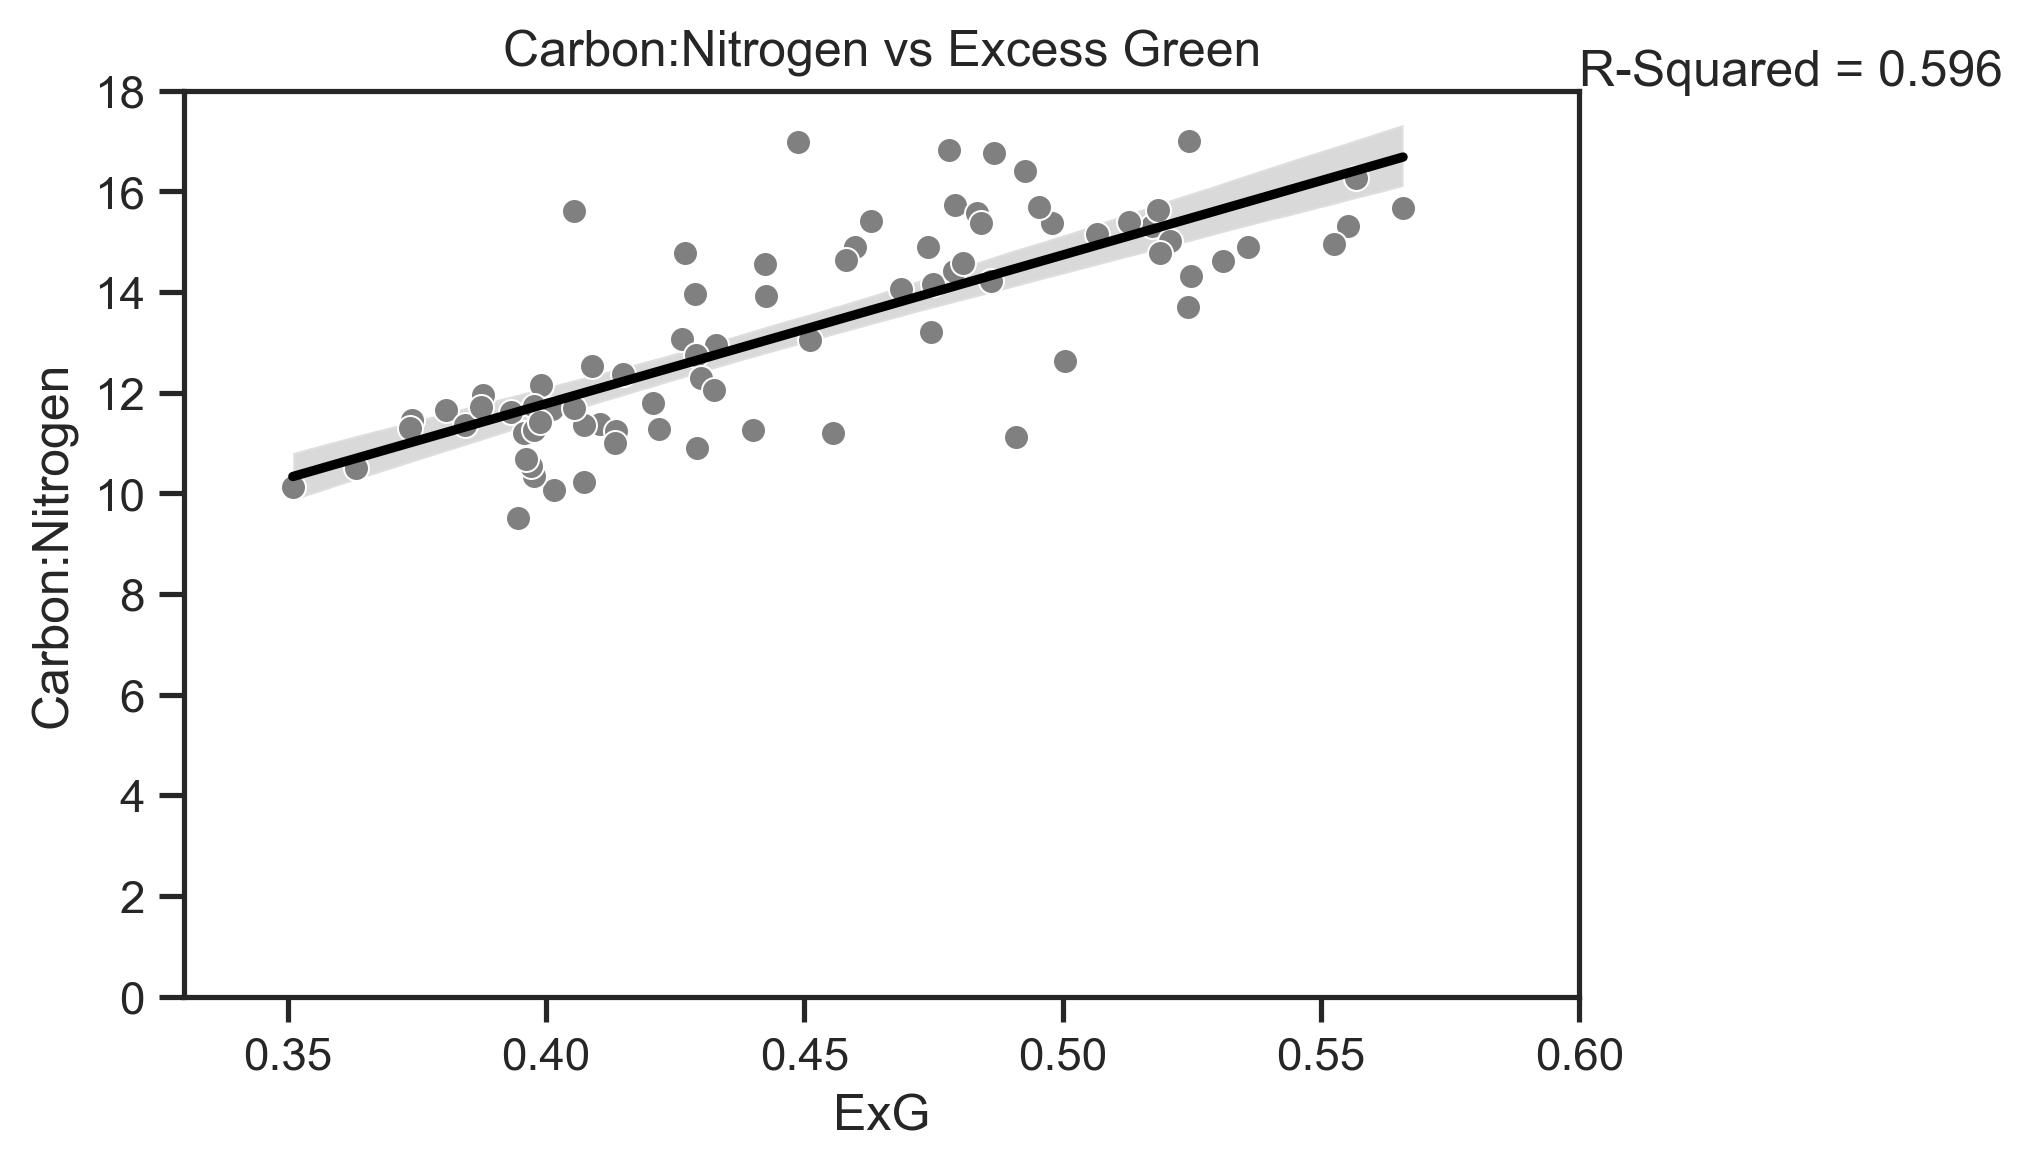 Carbon:Nitrogen vs Excess Green
R-Squared = 0.596
Carbon:Nitrogen
18
16
14
12
10
8
6
4
2
0
0.35 0.40 0.45 0.50 0.55 0.60
ExG